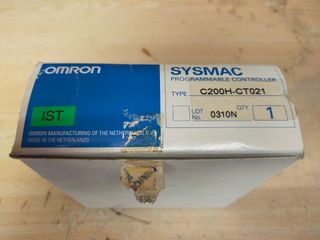 OMRON
SYSMAC
PROGRAMMABLE CONTROLLER
TYPE C200H-CT021
IST
LOT No. 0310N QTY. 1
OMRON MANUFACTURING OF THE NETHERLANDS B.V.
MADE IN THE NETHERLANDS